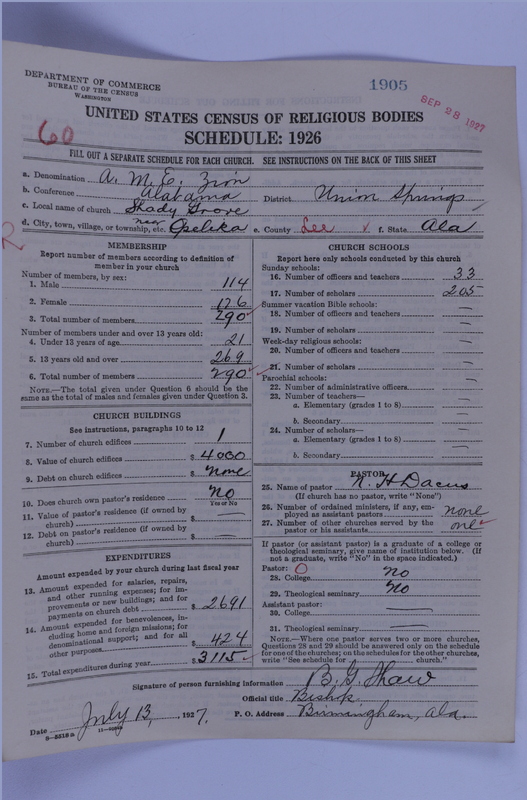 DEPARTMENT OF COMMERCE
BUREAU OF THE CENSUS
WASHINGTON
1905
SEP 28 1927
UNITED STATES CENSUS OF RELIGIOUS BODIES
SCHEDULE: 1926
60
FILL OUT A SEPARATE SCHEDULE FOR EACH CHURCH. SEE INSTRUCTIONS ON THE BACK OF THIS SHEET
a. Denomination A. M. E. Zion
b. Conference Alabama District Union Springs
c. Local name of church Shady Grove
d. City, town, village, or township, etc. near Opelika e. County Lee f. State Ala
R
MEMBERSHIP
Report number of members according to definition of
member in your church
Number of members, by sex:
1. Male 114
2. Female 176
3. Total number of members 290
Number of members under and over 13 years old:
4. Under 13 years of age 21
5. 13 years old and over 269
6. Total number of members 290
NOTE.—The total given under Question 6 should be the
same as the total of males and females given under Question 3.
CHURCH BUILDINGS
See instructions, paragraphs 10 to 12
7. Number of church edifices 1
8. Value of church edifices $ 4000
9. Debt on church edifices $ none
10. Does church own pastor's residence No
Yes or No
11. Value of pastor's residence (if owned by
church) $ —
12. Debt on pastor's residence (if owned by
church) $ —
EXPENDITURES
Amount expended by your church during last fiscal year
13. Amount expended for salaries, repairs,
and other running expenses; for im-
provements or new buildings; and for
payments on church debt $ 2691
14. Amount expended for benevolences, in-
cluding home and foreign missions; for
denominational support; and for all
other purposes $ 424
15. Total expenditures during year $ 3115
CHURCH SCHOOLS
Report here only schools conducted by this church
Sunday schools:
16. Number of officers and teachers 33
17. Number of scholars 205
Summer vacation Bible schools:
18. Number of officers and teachers —
19. Number of scholars —
Week-day religious schools:
20. Number of officers and teachers —
21. Number of scholars —
Parochial schools:
22. Number of administrative officers —
23. Number of teachers—
a. Elementary (grades 1 to 8) —
b. Secondary —
24. Number of scholars—
a. Elementary (grades 1 to 8) —
b. Secondary —
PASTOR
25. Name of pastor N. H Dacus
(If church has no pastor, write "None")
26. Number of ordained ministers, if any, em-
ployed as assistant pastors none
27. Number of other churches served by the
pastor or his assistants one
If pastor (or assistant pastor) is a graduate of a college or
theological seminary, give name of institution below. (If
not a graduate, write "No" in the space indicated.)
Pastor: 0
28. College No
29. Theological seminary No
Assistant pastor:
30. College —
31. Theological seminary —
NOTE.—Where one pastor serves two or more churches,
Questions 28 and 29 should be answered only on the schedule
for one of the churches; on the schedules for the other churches,
write "See schedule for church."
Signature of person furnishing information B. G. Shaw
Official title Bishop
Date July 13, 1927. P. O. Address Birmingham, Ala.